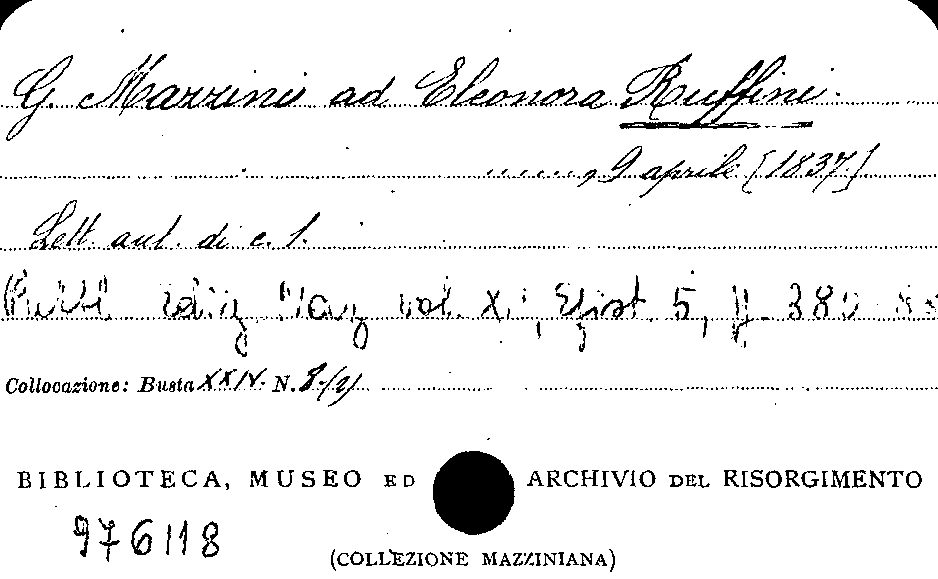 G. Mazzini ad Eleonora Ruffini.
......, 9 aprile [1837]
Lett. aut. di c. 1.
Ediz. Naz. vol. XII, Epist. 5, p. 380
Collocazione: Busta XXIV. N. 8./2)
BIBLIOTECA, MUSEO ED ARCHIVIO DEL RISORGIMENTO
976118
(COLLEZIONE MAZZINIANA)